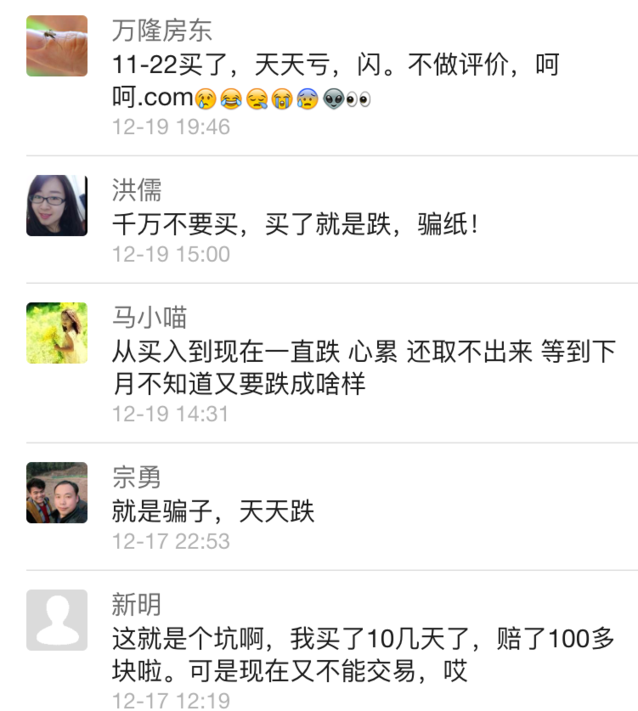 万隆房东
11-22买了，天天亏，闪。不做评价，呵
呵.com😢😂😪😭😰👽👀
12-19 19:46
洪儒
千万不要买，买了就是跌，骗纸！
12-19 15:00
马小喵
从买入到现在一直跌 心累 还取不出来 等到下
月不知道又要跌成啥样
12-19 14:31
宗勇
就是骗子，天天跌
12-17 22:53
新明
这就是个坑啊，我买了10几天了，赔了100多
块啦。可是现在又不能交易，哎
12-17 12:19